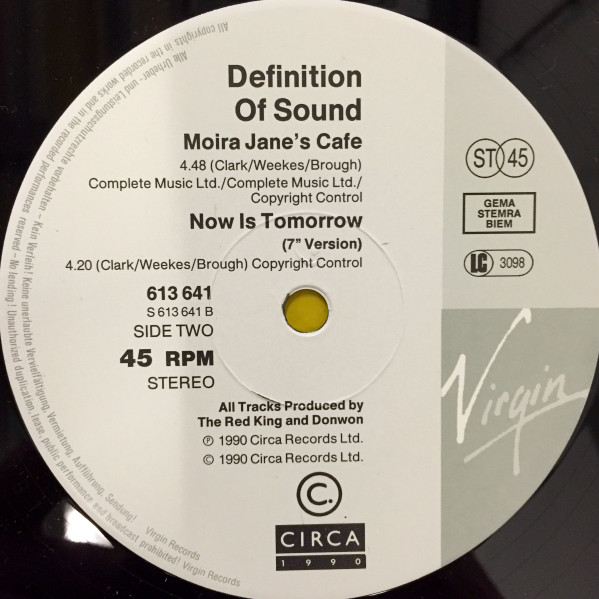 Definition
Of Sound
Moira Jane's Cafe
4.48 (Clark/Weekes/Brough)
Complete Music Ltd./Complete Music Ltd./
Copyright Control
Now Is Tomorrow
(7" Version)
4.20 (Clark/Weekes/Brough) Copyright Control
613 641
S 613 641 B
SIDE TWO
45 RPM
STEREO
All Tracks Produced by
The Red King and Donwon
℗ 1990 Circa Records Ltd.
© 1990 Circa Records Ltd.
C.
CIRCA
1990
ST 45
GEMA
STEMRA
BIEM
LC 3098
Virgin
Alle Urheber- und Leistungsschutzrechte vorbehalten – Kein Verleih! Keine unerlaubte Vervielfältigung, Vermietung, Aufführung, Sendung! Virgin Records
All copyrights in the recorded works and in the recorded performances reserved – No lending! Unauthorized duplication, lease, public performance and broadcast prohibited! Virgin Records